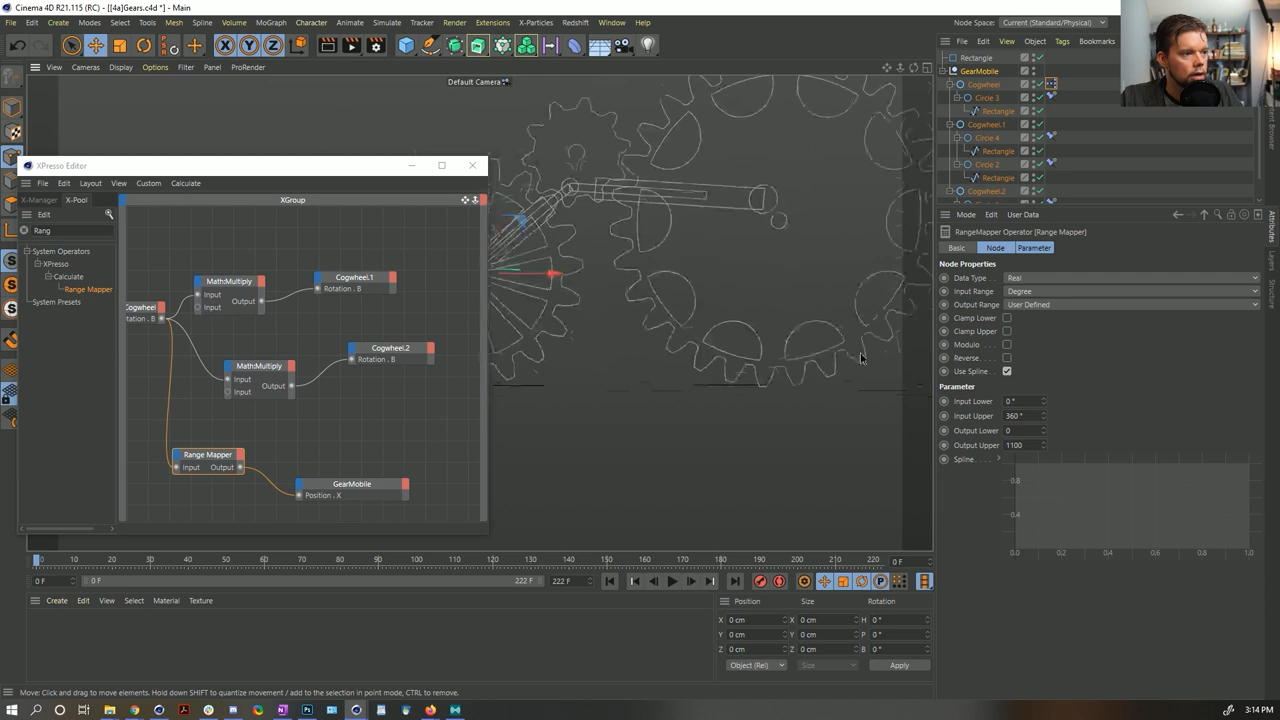 Cinema 4D R21.115 (RC) - [[4a]Gears.c4d *] - Main
File Edit Create Modes Select Tools Mesh Spline Volume MoGraph Character Animate Simulate Tracker Render Extensions X-Particles Redshift Window Help
Node Space: Current (Standard/Physical)
X Y Z
File Edit View Object Tags Bookmarks
View Cameras Display Options Filter Panel ProRender
Default Camera
Rectangle
GearMobile
Cogwheel
Circle 3
Rectangle
Cogwheel.1
Circle 4
Rectangle
Circle 2
Rectangle
Cogwheel.2
XPresso Editor
File Edit Layout View Custom Calculate
X-Manager X-Pool
Edit
Rang
System Operators
XPresso
Calculate
Range Mapper
System Presets
XGroup
Math:Multiply
Input
Output
Input
Cogwheel.1
Rotation . B
Cogwheel
Math:Multiply
Input
Output
Input
Cogwheel.2
Rotation . B
Range Mapper
Input Output
GearMobile
Position . X
Mode Edit User Data
RangeMapper Operator [Range Mapper]
Basic Node Parameter
Node Properties
Data Type . . Real
Input Range . Degree
Output Range User Defined
Clamp Lower
Clamp Upper
Modulo
Reverse
Use Spline
Parameter
Input Lower 0 °
Input Upper 360 °
Output Lower 0
Output Upper 1100
Spline
0.8
0.4
0.0 0.2 0.4 0.6 0.8 1.0
Attributes
Layers
Structure
0 10 20 30 40 50 60 70 80 90 100 110 120 130 140 150 160 170 180 190 200 210 220
0 F
0 F 0 F 222 F 222 F
Create Edit View Select Material Texture
Position Size Rotation
X 0 cm X 0 cm H 0 °
Y 0 cm Y 0 cm P 0 °
Z 0 cm Z 0 cm B 0 °
Object (Rel) Size Apply
Move: Click and drag to move elements. Hold down SHIFT to quantize movement / add to the selection in point mode, CTRL to remove.
3:14 PM